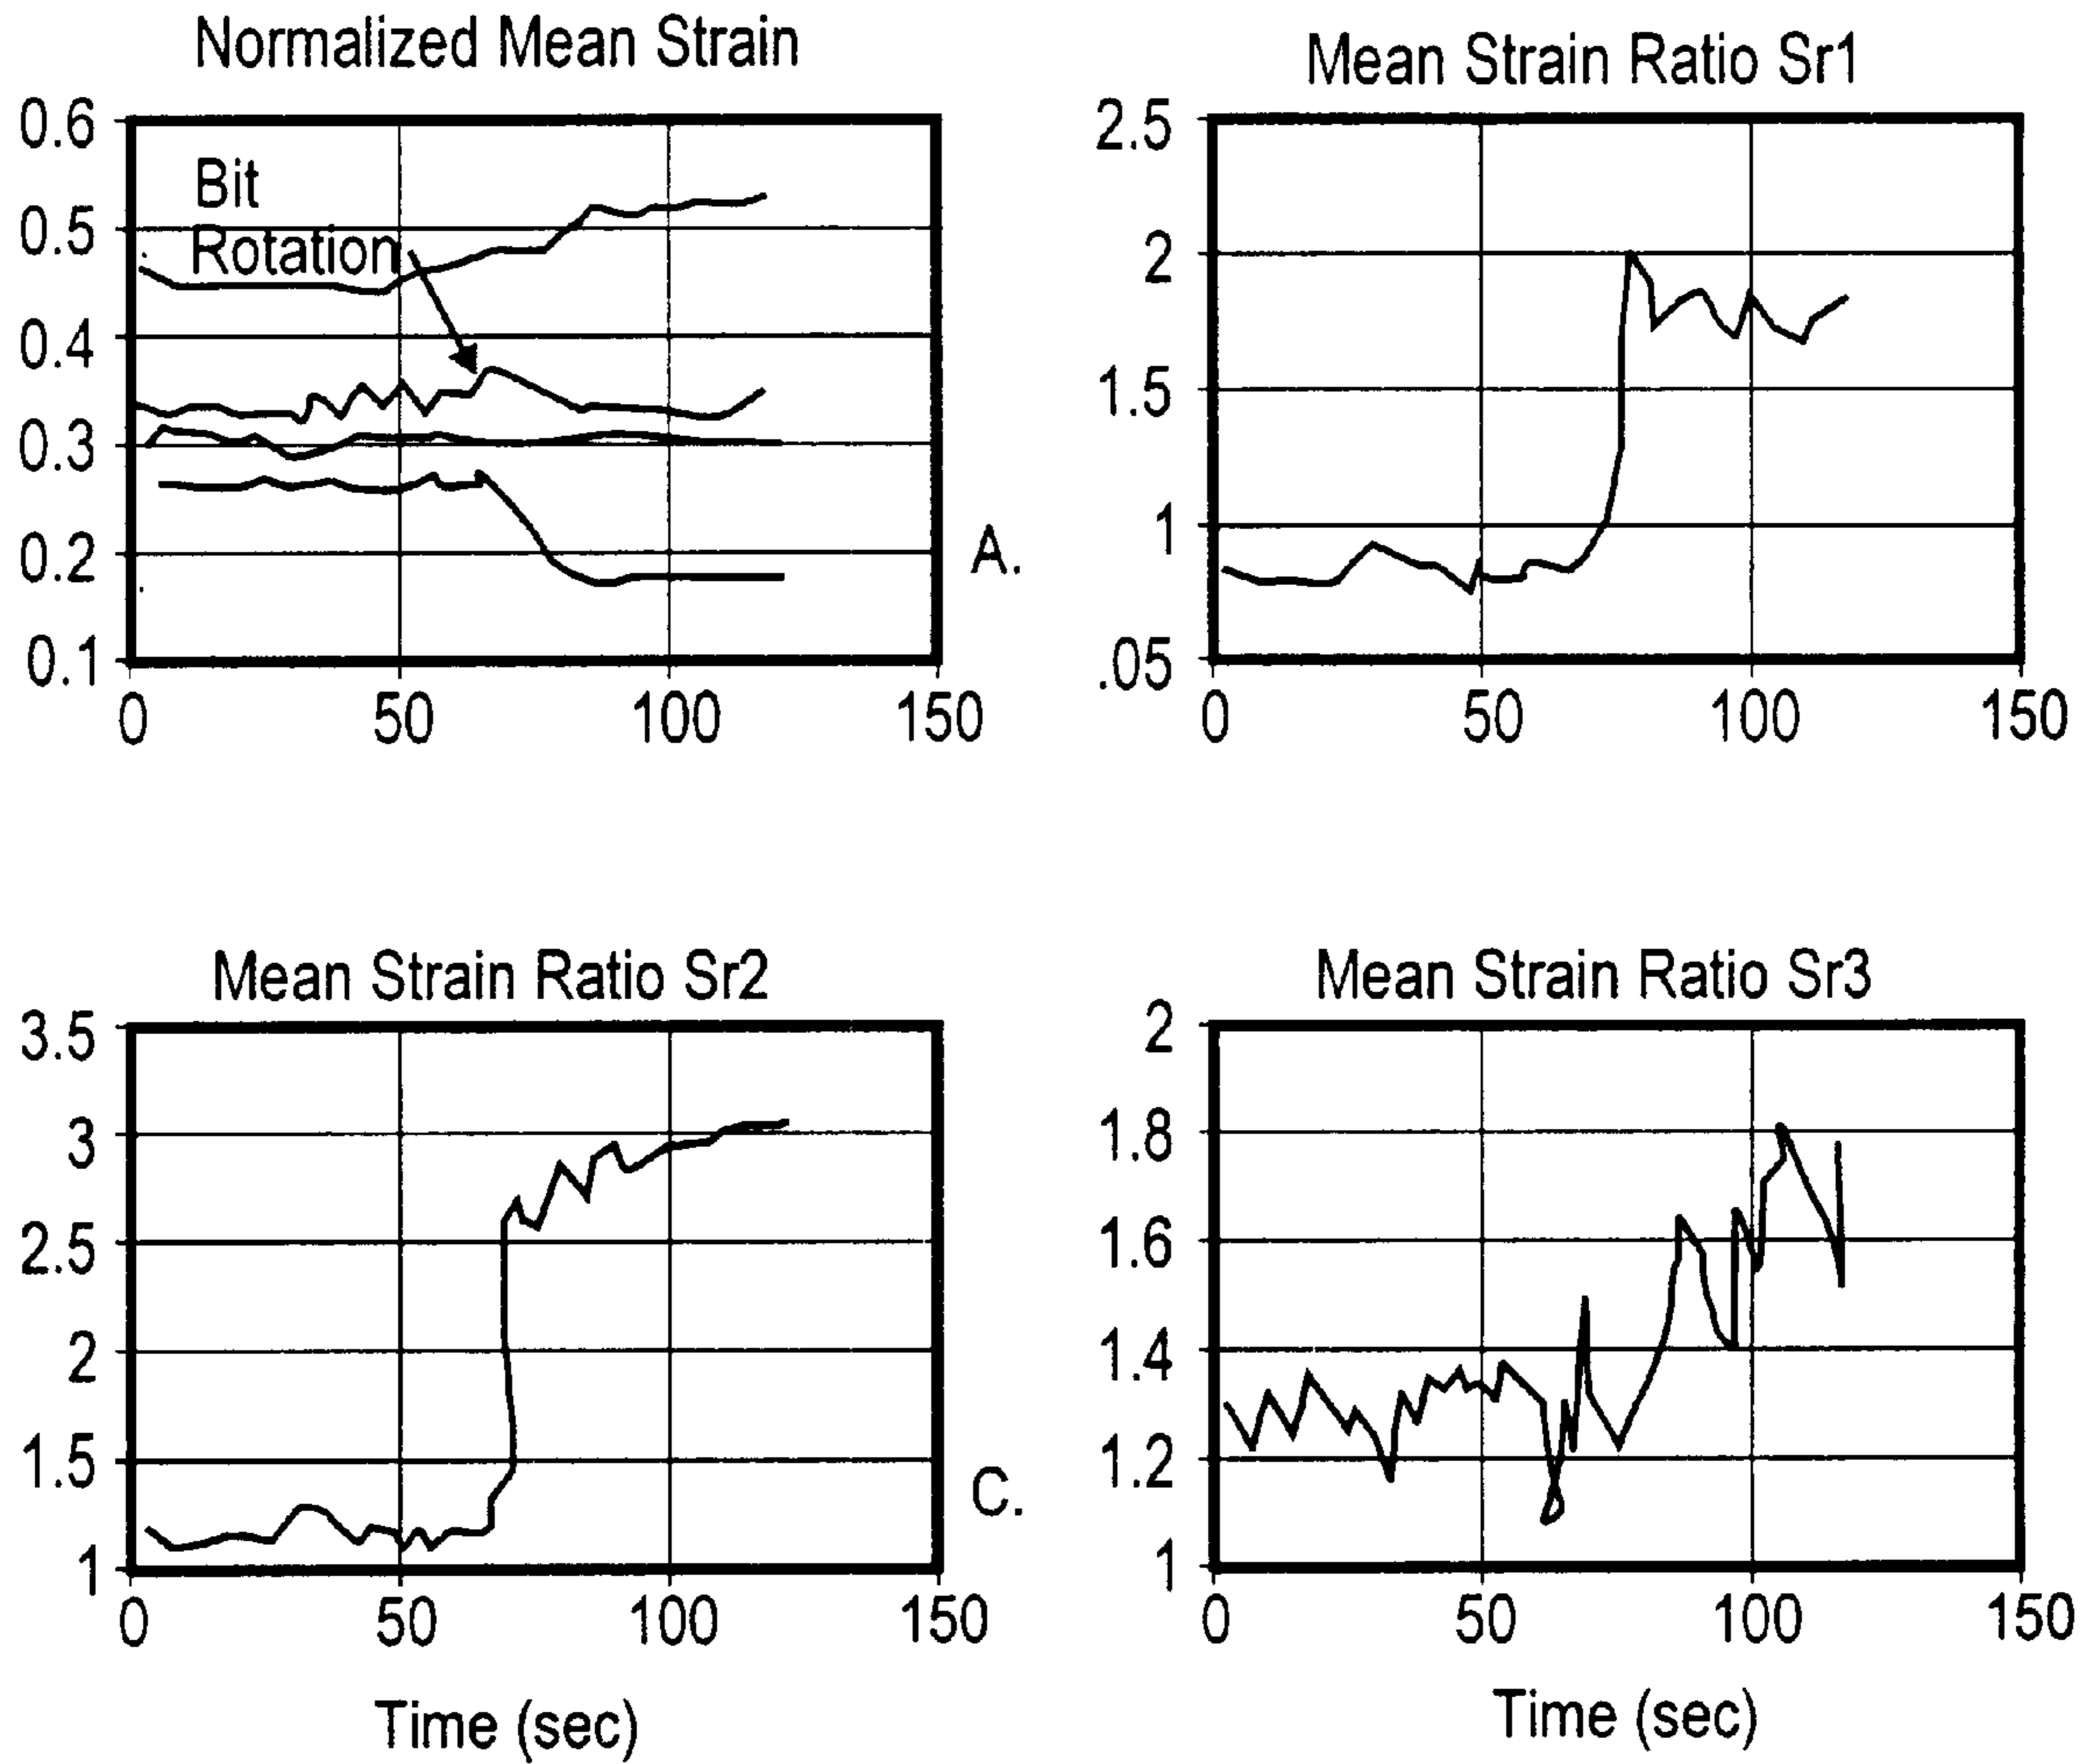 Normalized Mean Strain
0.6
0.5
0.4
0.3
0.2
0.1
Bit
Rotation
0 50 100 150
A.
Mean Strain Ratio Sr1
2.5
2
1.5
1
.05
0 50 100 150
Mean Strain Ratio Sr2
3.5
3
2.5
2
1.5
1
0 50 100 150
Time (sec)
C.
Mean Strain Ratio Sr3
2
1.8
1.6
1.4
1.2
1
0 50 100 150
Time (sec)